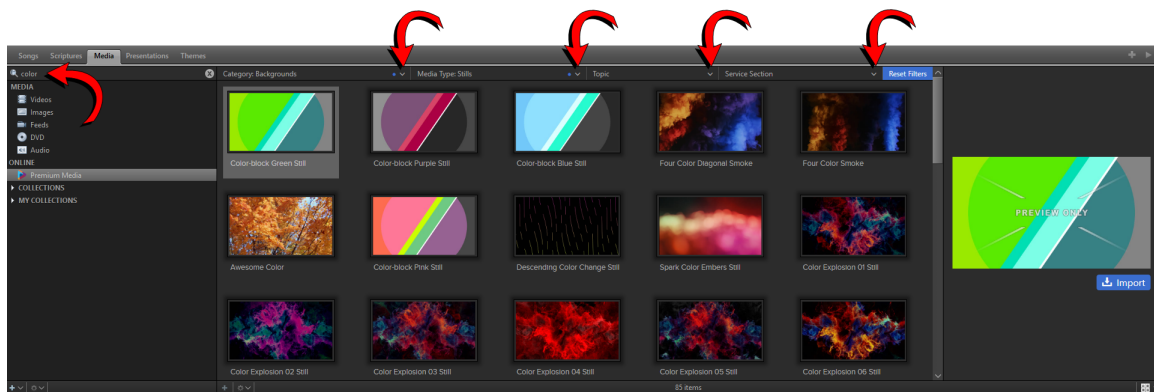 Songs Scriptures Media Presentations Themes
color
Category: Backgrounds Media Type: Stills Topic Service Section Reset Filters
MEDIA
Videos
Images
Feeds
DVD
Audio
ONLINE
Premium Media
COLLECTIONS
MY COLLECTIONS
Color-block Green Still Color-block Purple Still Color-block Blue Still Four Color Diagonal Smoke Four Color Smoke
Awesome Color Color-block Pink Still Descending Color Change Still Spark Color Embers Still Color Explosion 01 Still
Color Explosion 02 Still Color Explosion 03 Still Color Explosion 04 Still Color Explosion 05 Still Color Explosion 06 Still
PREVIEW ONLY
Import
85 items